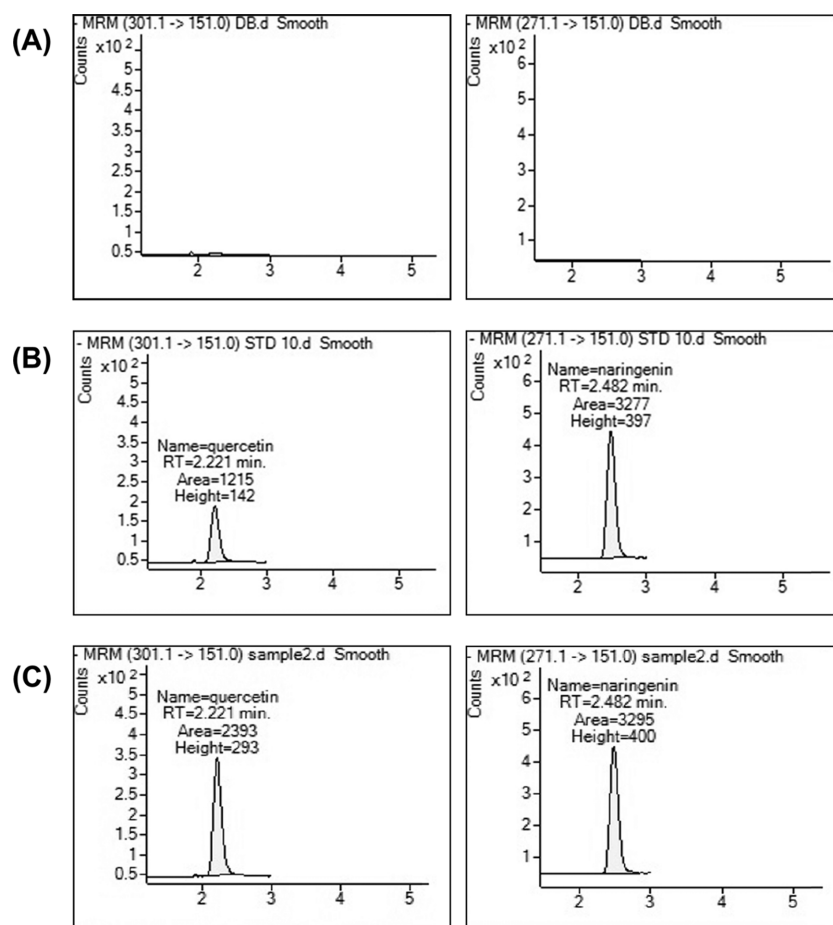 (A)
- MRM (301.1 -> 151.0) DB.d Smooth
Counts
x10 2
5
4.5
4
3.5
3
2.5
2
1.5
1
0.5
2 3 4 5
- MRM (271.1 -> 151.0) DB.d Smooth
Counts
x10 2
6
5
4
3
2
1
2 3 4 5
(B)
- MRM (301.1 -> 151.0) STD 10.d Smooth
Counts
x10 2
5
4.5
4
3.5
3
2.5
2
1.5
1
0.5
Name=quercetin
RT=2.221 min.
Area=1215
Height=142
2 3 4 5
- MRM (271.1 -> 151.0) STD 10.d Smooth
Counts
x10 2
6
5
4
3
2
1
Name=naringenin
RT=2.482 min.
Area=3277
Height=397
2 3 4 5
(C)
- MRM (301.1 -> 151.0) sample2.d Smooth
Counts
x10 2
5
4.5
4
3.5
3
2.5
2
1.5
1
0.5
Name=quercetin
RT=2.221 min.
Area=2393
Height=293
2 3 4 5
- MRM (271.1 -> 151.0) sample2.d Smooth
Counts
x10 2
6
5
4
3
2
1
Name=naringenin
RT=2.482 min.
Area=3295
Height=400
2 3 4 5